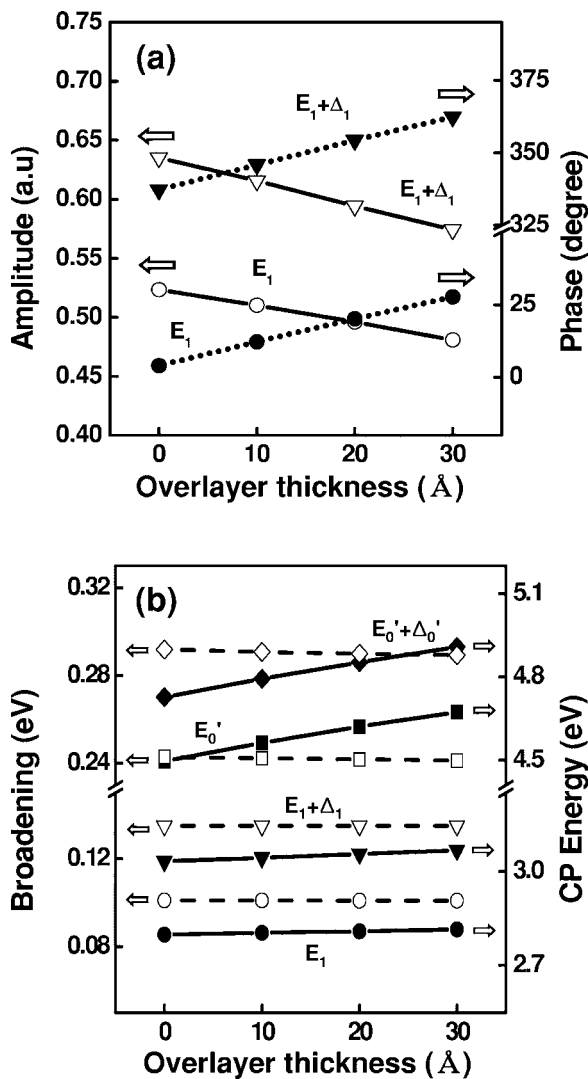 (a)
0.75
0.70
0.65
0.60
0.55
0.50
0.45
0.40
Amplitude (a.u)
375
350
325
25
0
Phase (degree)
E₁+Δ₁
E₁+Δ₁
E₁
E₁
0 10 20 30
Overlayer thickness (Å)
(b)
0.32
0.28
0.24
0.12
0.08
Broadening (eV)
5.1
4.8
4.5
3.0
2.7
CP Energy (eV)
E₀'+Δ₀'
E₀'
E₁+Δ₁
E₁
0 10 20 30
Overlayer thickness (Å)